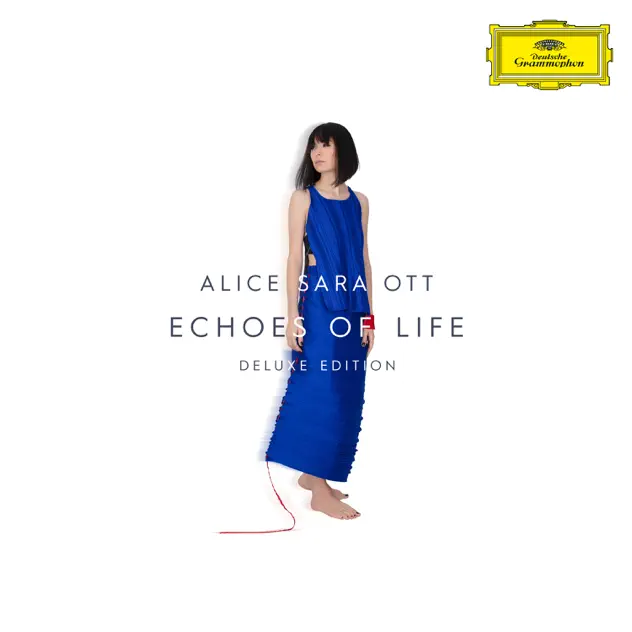 Deutsche
Grammophon
ALICE SARA OTT
ECHOES OF LIFE
DELUXE EDITION